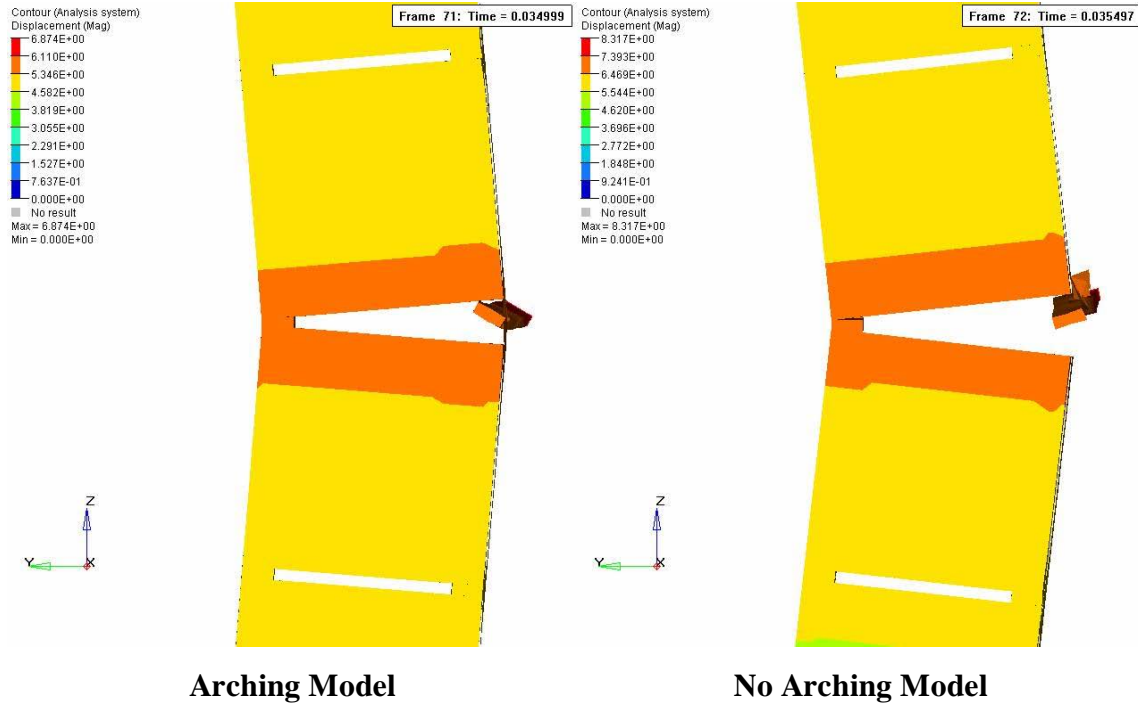 Contour (Analysis system)
Displacement (Mag)
6.874E+00
6.110E+00
5.346E+00
4.582E+00
3.819E+00
3.055E+00
2.291E+00
1.527E+00
7.637E-01
0.000E+00
No result
Max = 6.874E+00
Min = 0.000E+00
Frame 71: Time = 0.034999
Z
Y
X
Arching Model
Contour (Analysis system)
Displacement (Mag)
8.317E+00
7.393E+00
6.469E+00
5.544E+00
4.620E+00
3.696E+00
2.772E+00
1.848E+00
9.241E-01
0.000E+00
No result
Max = 8.317E+00
Min = 0.000E+00
Frame 72: Time = 0.035497
Z
Y
X
No Arching Model